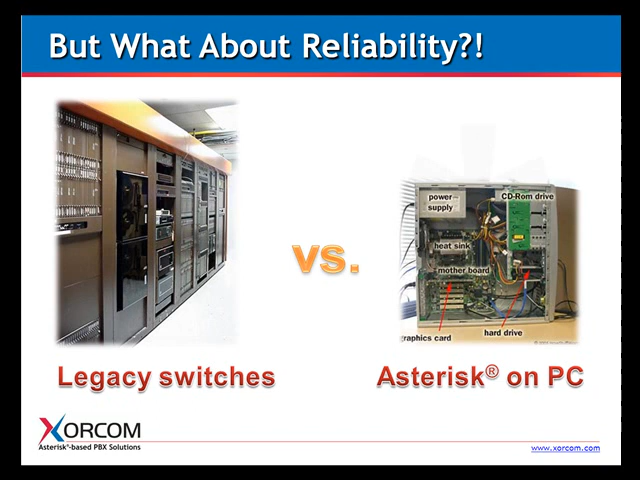 But What About Reliability?!
power
supply
CD-Rom drive
heat sink
mother board
graphics card
hard drive
vs.
Legacy switches
Asterisk® on PC
XORCOM
Asterisk®-based PBX Solutions
www.xorcom.com